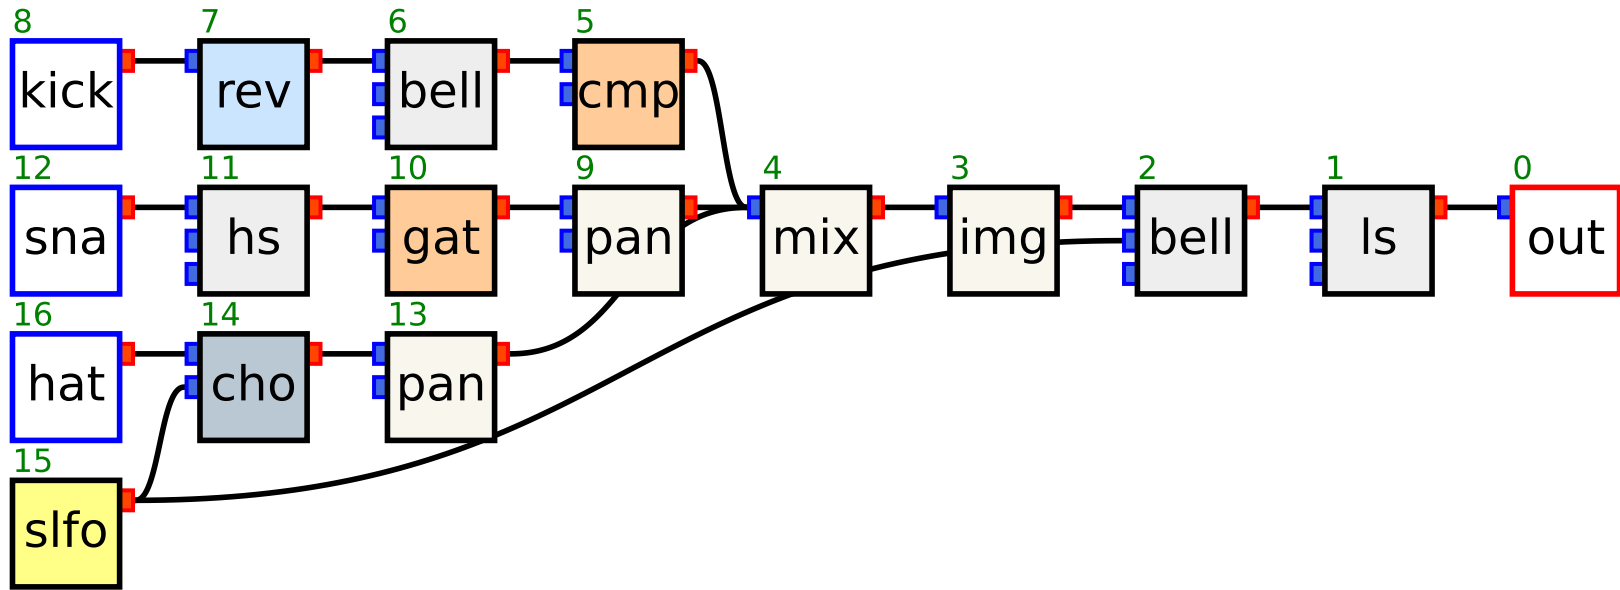 8 7 6 5
kick rev bell cmp
12 11 10 9 4 3 2 1 0
sna hs gat pan mix img bell ls out
16 14 13
hat cho pan
15
slfo